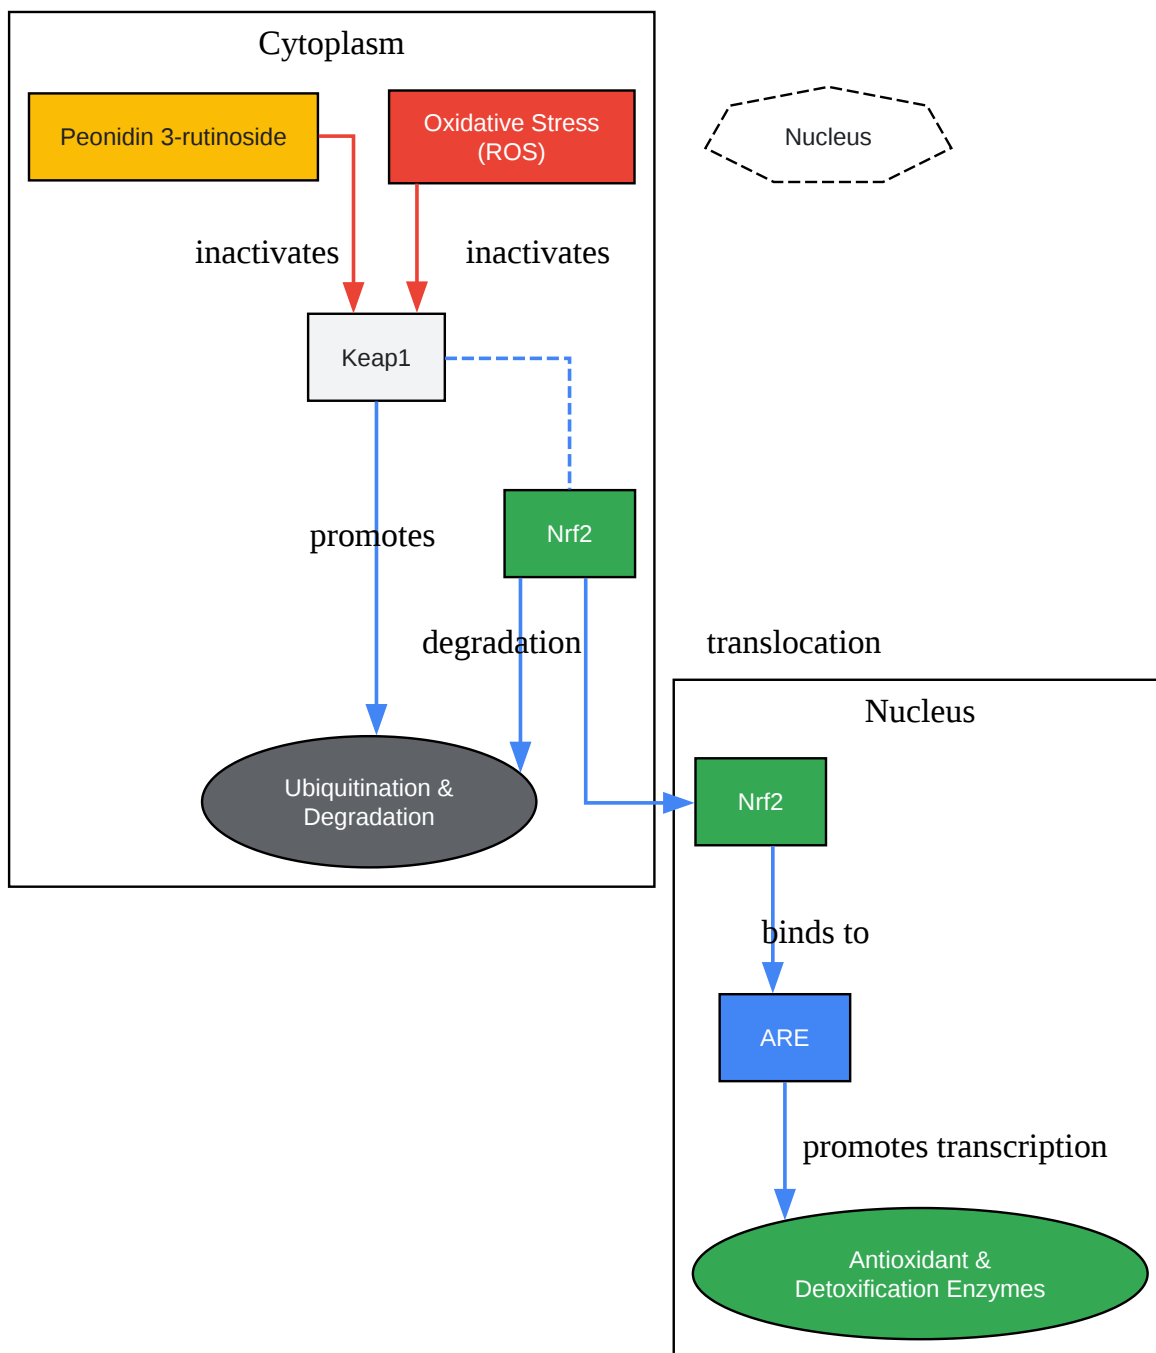 Cytoplasm
Peonidin 3-rutinoside
Oxidative Stress
(ROS)
Nucleus
inactivates
inactivates
Keap1
promotes
Nrf2
degradation
translocation
Nucleus
Ubiquitination &
Degradation
Nrf2
binds to
ARE
promotes transcription
Antioxidant &
Detoxification Enzymes